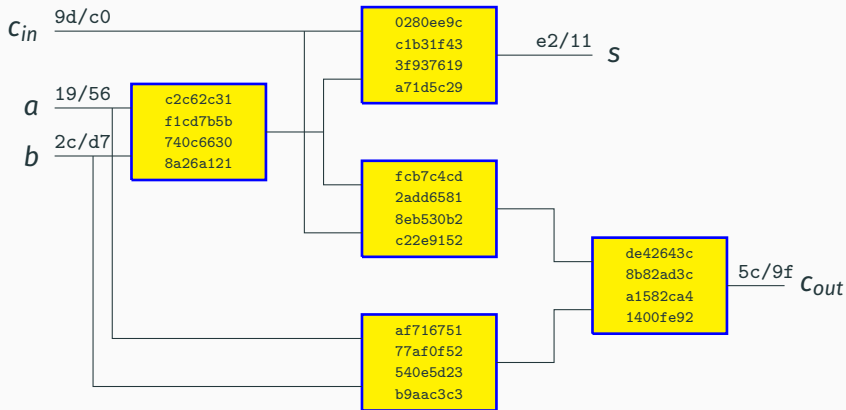 c_in 9d/c0
a 19/56
b 2c/d7
c2c62c31
f1cd7b5b
740c6630
8a26a121
0280ee9c
c1b31f43
3f937619
a71d5c29
e2/11 s
fcb7c4cd
2add6581
8eb530b2
c22e9152
af716751
77af0f52
540e5d23
b9aac3c3
de42643c
8b82ad3c
a1582ca4
1400fe92
5c/9f c_out